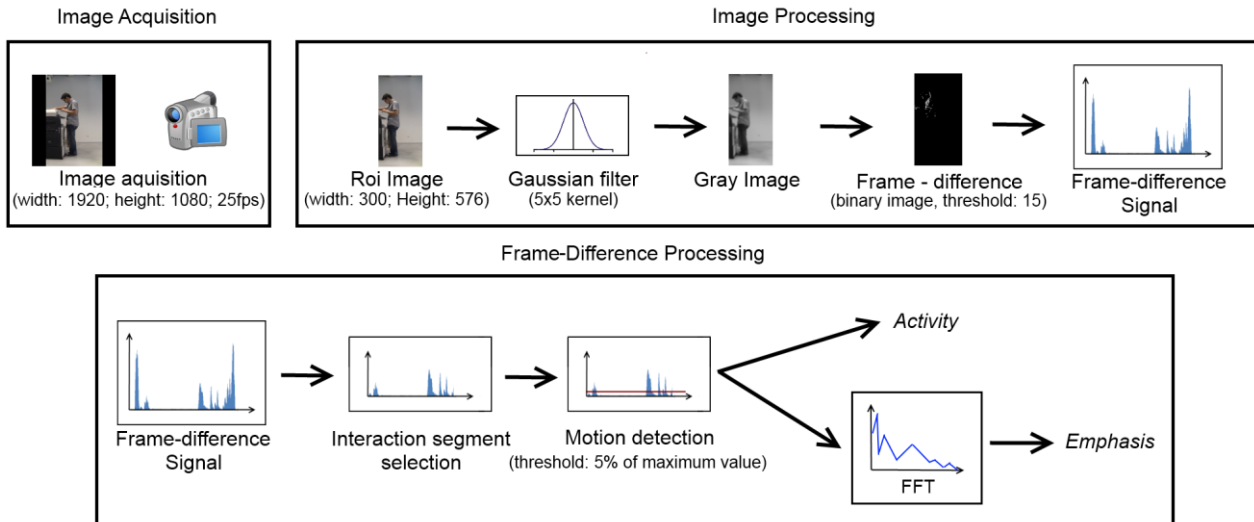 Image Acquisition
Image Processing
Image aquisition
(width: 1920; height: 1080; 25fps)
Roi Image
(width: 300; Height: 576)
Gaussian filter
(5x5 kernel)
Gray Image
Frame - difference
(binary image, threshold: 15)
Frame-difference
Signal
Frame-Difference Processing
Frame-difference
Signal
Interaction segment
selection
Motion detection
(threshold: 5% of maximum value)
Activity
FFT
Emphasis